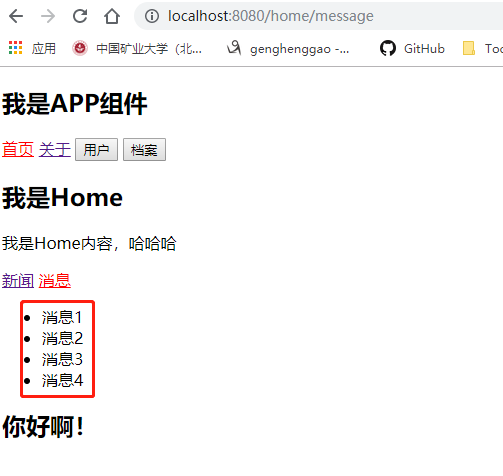 localhost:8080/home/message
应用 中国矿业大学（北... genghenggao -... GitHub Too
我是APP组件
首页 关于 用户 档案
我是Home
我是Home内容，哈哈哈
新闻 消息
消息1
消息2
消息3
消息4
你好啊！